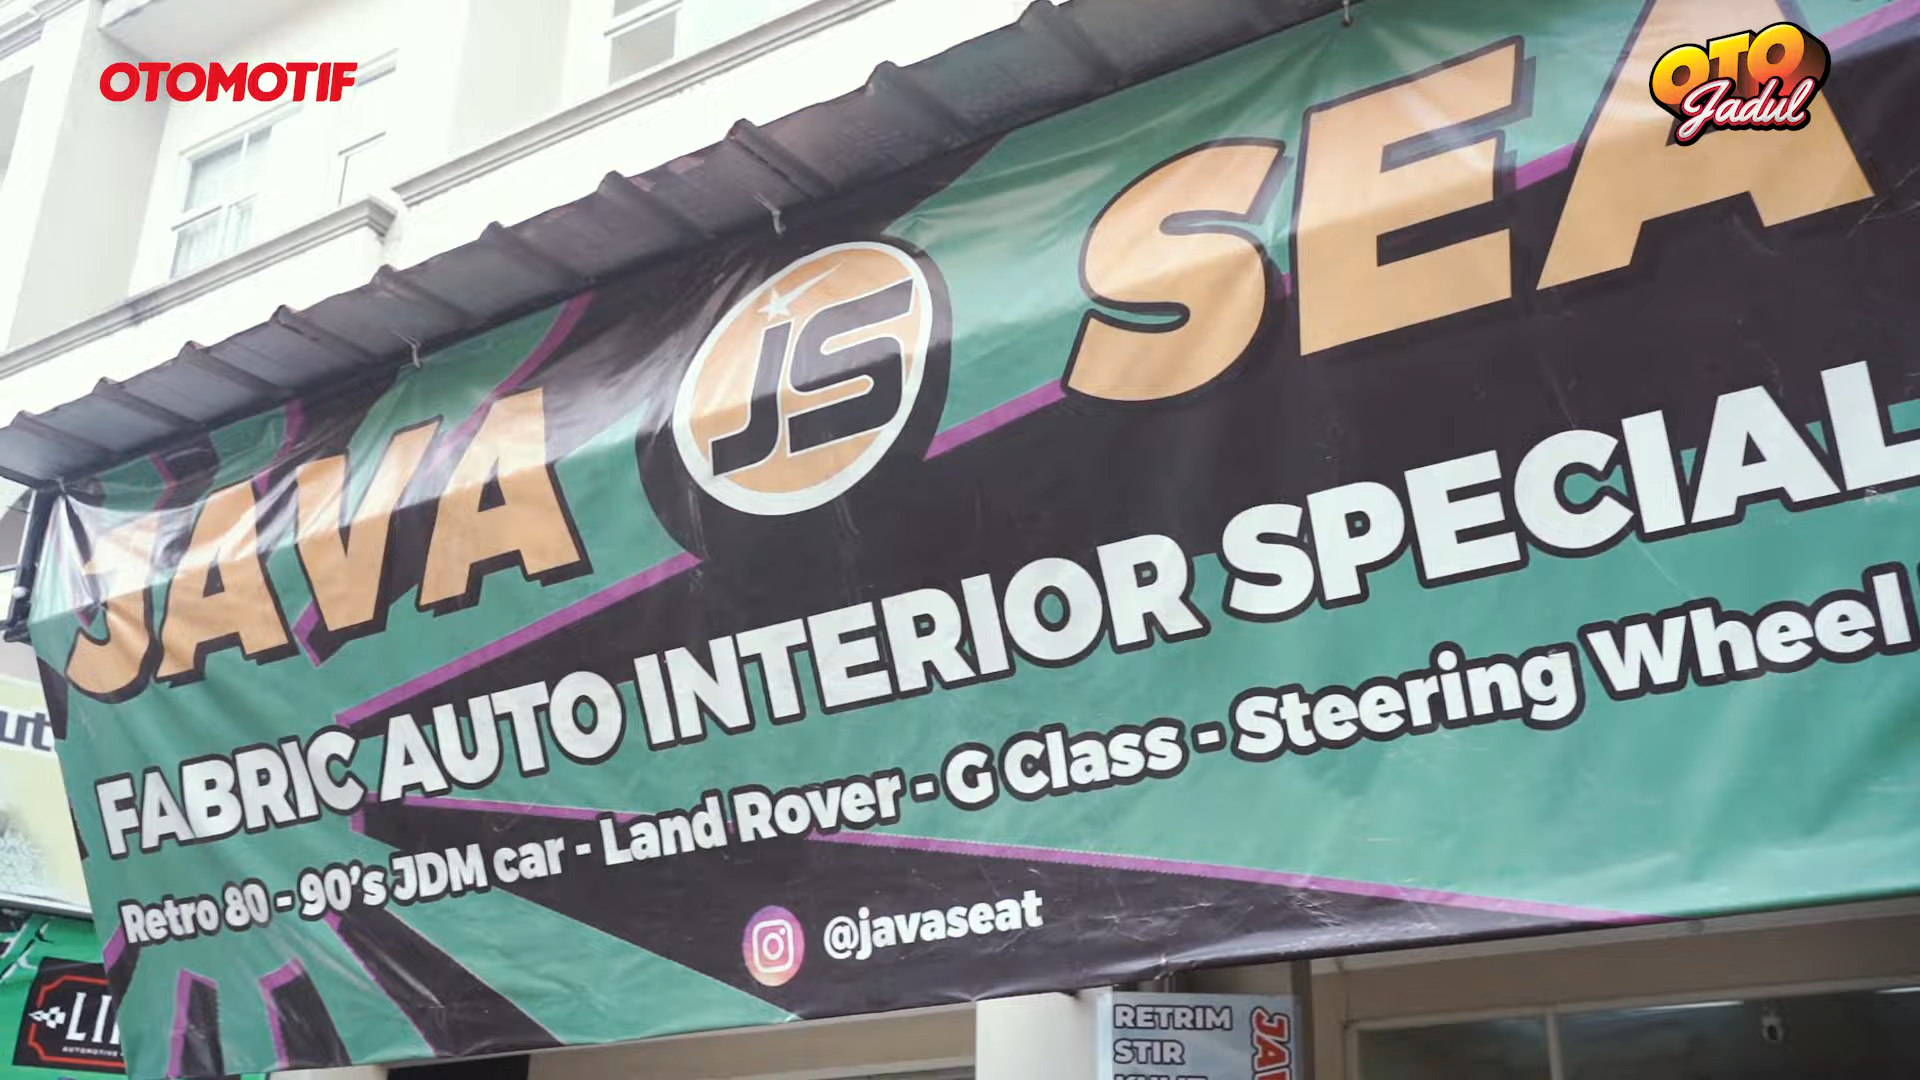 OTOMOTIF
OTO
Jadul
JAVA JS SEA
FABRIC AUTO INTERIOR SPECIAL
Retro 80 - 90's JDM car - Land Rover - G Class - Steering Wheel
@javaseat
RETRIM
STIR